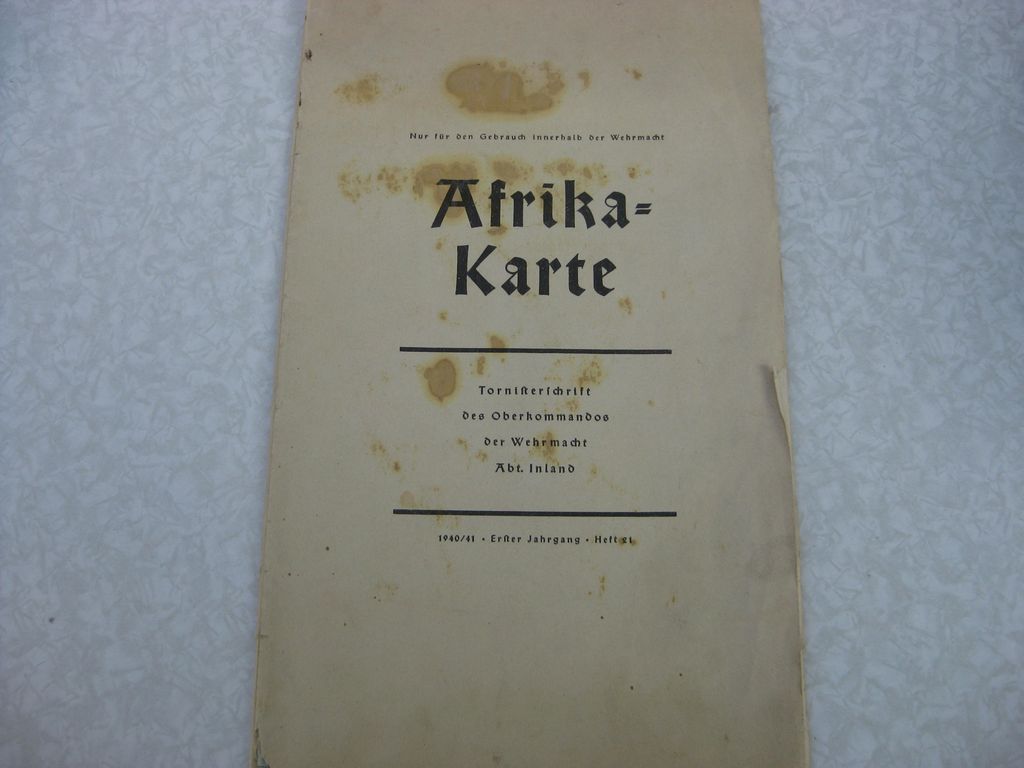 Nur für den Gebrauch innerhalb der Wehrmacht
Afrika-
Karte
Tornisterschrift
des Oberkommandos
der Wehrmacht
Abt. Inland
1940/41 • Erster Jahrgang • Heft 21